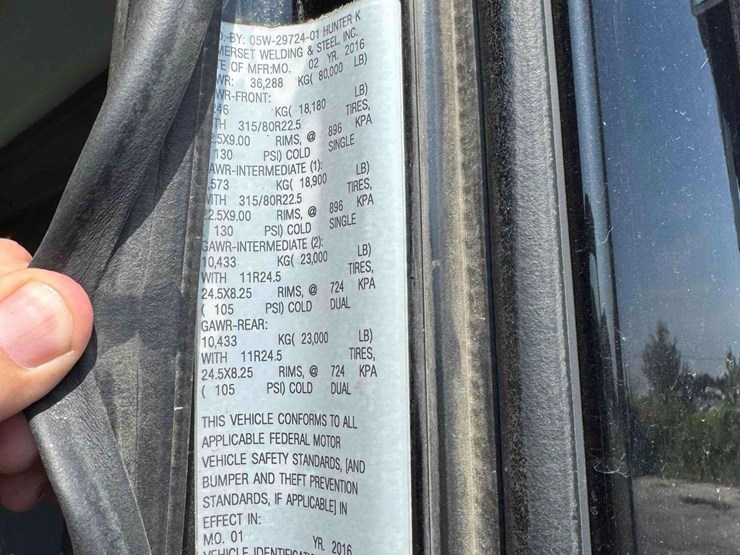 D.-BY: 05W-29724-01 HUNTER K
MERSET WELDING & STEEL, INC.
TE OF MFR:MO. 02 YR. 2016
WR: 36,288 KG( 80,000 LB)
WR-FRONT:
246 KG( 18,180 LB)
TH 315/80R22.5 TIRES,
2.5X9.00 RIMS, @ 896 KPA
130 PSI) COLD SINGLE
AWR-INTERMEDIATE (1):
,573 KG( 18,900 LB)
WITH 315/80R22.5 TIRES,
22.5X9.00 RIMS, @ 896 KPA
130 PSI) COLD SINGLE
GAWR-INTERMEDIATE (2):
10,433 KG( 23,000 LB)
WITH 11R24.5 TIRES,
24.5X8.25 RIMS, @ 724 KPA
( 105 PSI) COLD DUAL
GAWR-REAR:
10,433 KG( 23,000 LB)
WITH 11R24.5 TIRES,
24.5X8.25 RIMS, @ 724 KPA
( 105 PSI) COLD DUAL
THIS VEHICLE CONFORMS TO ALL
APPLICABLE FEDERAL MOTOR
VEHICLE SAFETY STANDARDS, [AND
BUMPER AND THEFT PREVENTION
STANDARDS, IF APPLICABLE] IN
EFFECT IN:
MO. 01 YR. 2016
VEHICLE IDENTIFICAT